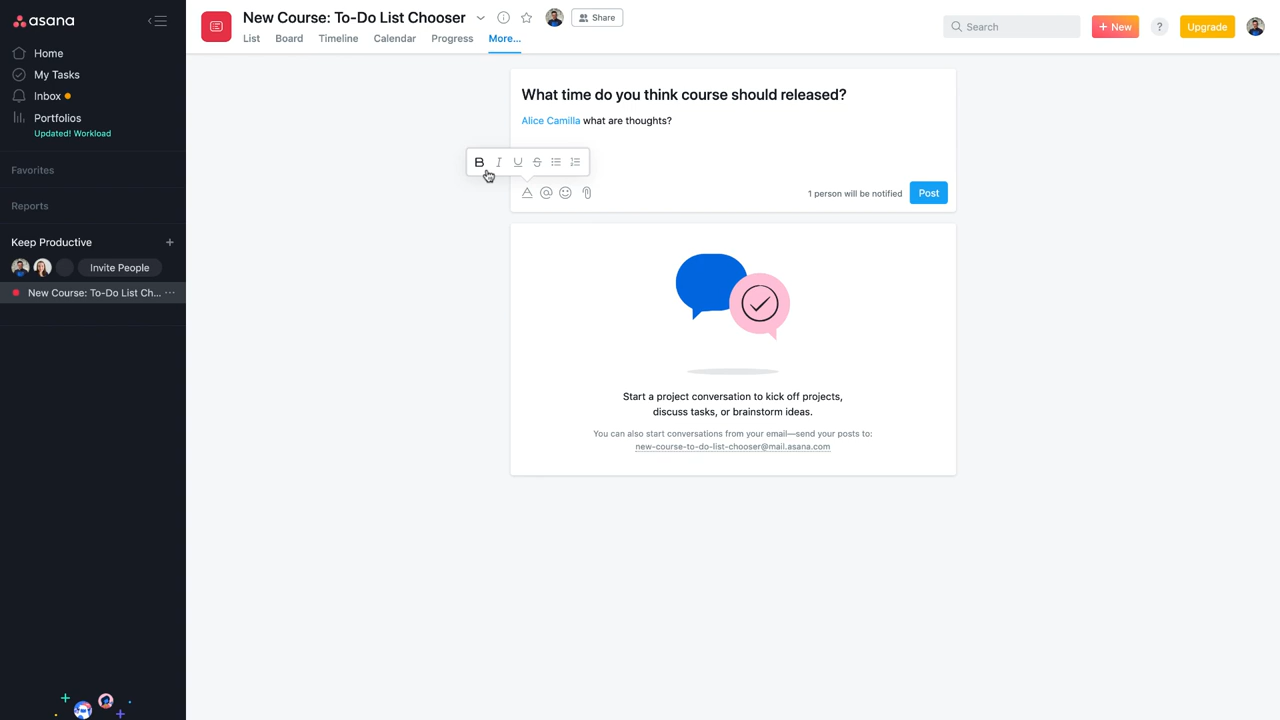 asana
Home
My Tasks
Inbox
Portfolios
Updated! Workload
Favorites
Reports
Keep Productive
Invite People
New Course: To-Do List Ch...
New Course: To-Do List Chooser
Share
List
Board
Timeline
Calendar
Progress
More...
Search
+ New
?
Upgrade
What time do you think course should released?
Alice Camilla what are thoughts?
B I U S
1 person will be notified
Post
Start a project conversation to kick off projects,
discuss tasks, or brainstorm ideas.
You can also start conversations from your email—send your posts to:
new-course-to-do-list-chooser@mail.asana.com